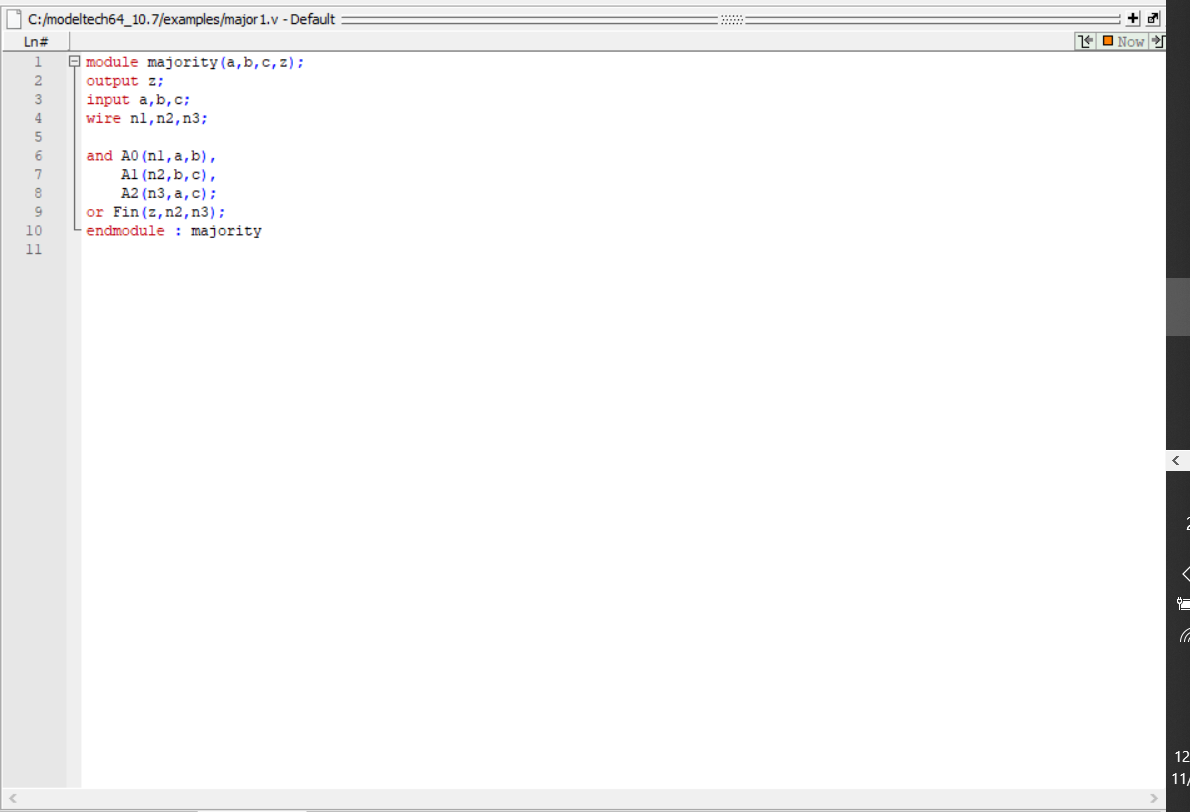 C:/modeltech64_10.7/examples/major1.v - Default
Ln#
Now
1 module majority(a,b,c,z);
2 output z;
3 input a,b,c;
4 wire n1,n2,n3;
5
6 and A0(n1,a,b),
7 A1(n2,b,c),
8 A2(n3,a,c);
9 or Fin(z,n2,n3);
10 endmodule : majority
11
12
11/